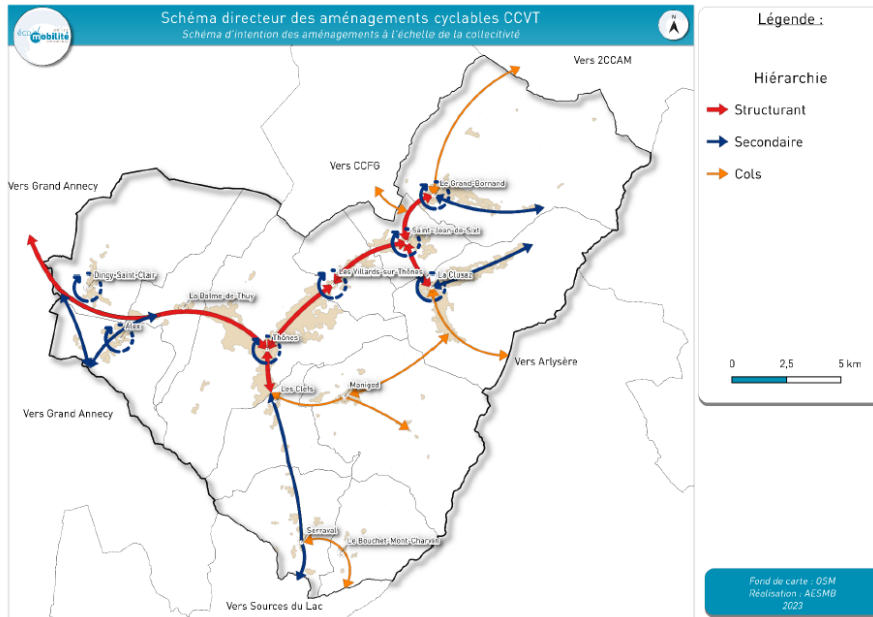 Schéma directeur des aménagements cyclables CCVT
Schéma d'intention des aménagements à l'échelle de la collecitivté
éco
mobilité
N
Légende :
Hiérarchie
Structurant
Secondaire
Cols
Vers 2CCAM
Vers CCFG
Vers Grand Annecy
Le Grand-Bornand
Saint-Jean-de-Sixt
Les Villards-sur-Thônes
La Clusaz
Dingy-Saint-Clair
La Balme-de-Thuy
Alex
Thônes
Vers Arlysère
Les Clefs
Manigod
Vers Grand Annecy
Serraval
Le Bouchet-Mont-Charvin
Vers Sources du Lac
0 2,5 5 km
Fond de carte : OSM
Réalisation : AESMB
2023